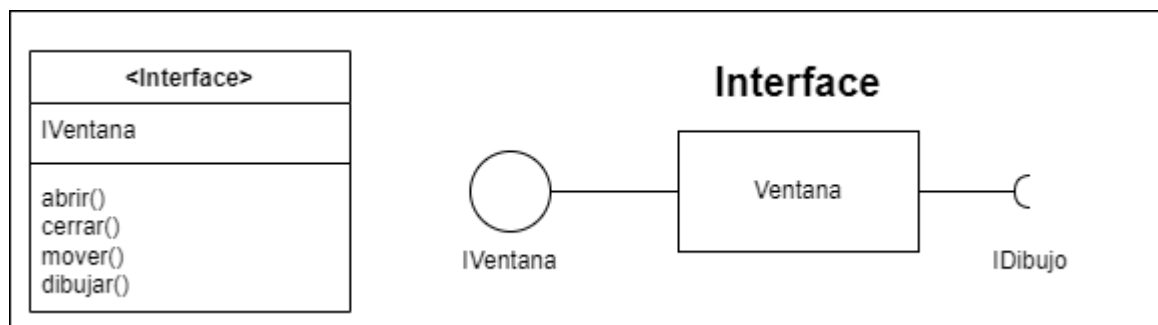 <Interface>
IVentana
abrir()
cerrar()
mover()
dibujar()
Interface
IVentana
Ventana
IDibujo